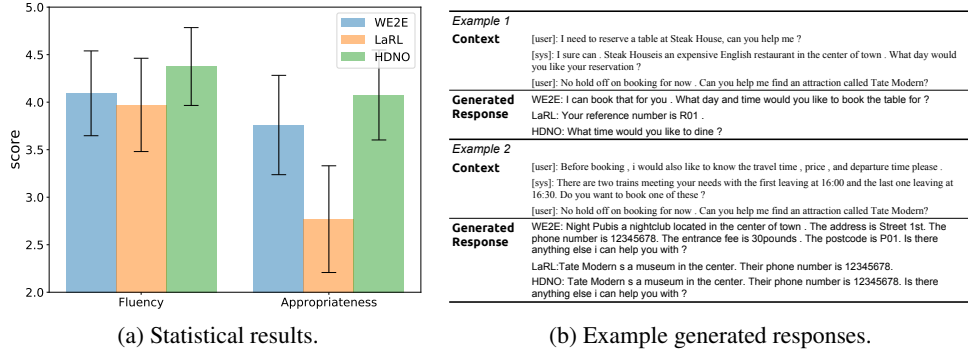 5.0
4.5
4.0
3.5
3.0
2.5
2.0
score
WE2E
LaRL
HDNO
Fluency
Appropriateness
(a) Statistical results.
Example 1
Context
[user]: I need to reserve a table at Steak House, can you help me ?
[sys]: I sure can . Steak Houseis an expensive English restaurant in the center of town . What day would
you like your reservation ?
[user]: No hold off on booking for now . Can you help me find an attraction called Tate Modern?
Generated
Response
WE2E: I can book that for you . What day and time would you like to book the table for ?
LaRL: Your reference number is R01 .
HDNO: What time would you like to dine ?
Example 2
Context
[user]: Before booking , i would also like to know the travel time , price , and departure time please .
[sys]: There are two trains meeting your needs with the first leaving at 16:00 and the last one leaving at
16:30. Do you want to book one of these ?
[user]: No hold off on booking for now . Can you help me find an attraction called Tate Modern?
Generated
Response
WE2E: Night Pubis a nightclub located in the center of town . The address is Street 1st. The
phone number is 12345678. The entrance fee is 30pounds . The postcode is P01. Is there
anything else i can help you with ?
LaRL:Tate Modern s a museum in the center. Their phone number is 12345678.
HDNO: Tate Modern s a museum in the center. Their phone number is 12345678. Is there
anything else i can help you with ?
(b) Example generated responses.